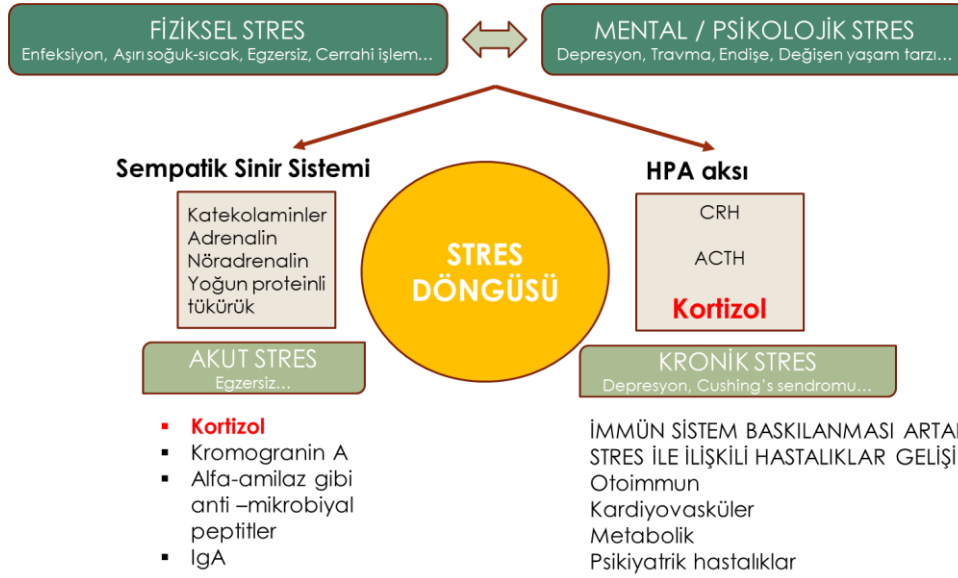 FİZİKSEL STRES
Enfeksiyon, Aşırı soğuk-sıcak, Egzersiz, Cerrahi işlem…
MENTAL / PSİKOLOJİK STRES
Depresyon, Travma, Endişe, Değişen yaşam tarzı…
Sempatik Sinir Sistemi
Katekolaminler
Adrenalin
Nöradrenalin
Yoğun proteinli
tükürük
STRES
DÖNGÜSÜ
HPA aksı
CRH
ACTH
Kortizol
AKUT STRES
Egzersiz…
KRONİK STRES
Depresyon, Cushing’s sendromu…
▪ Kortizol
▪ Kromogranin A
▪ Alfa-amilaz gibi
anti –mikrobiyal
peptitler
▪ IgA
İMMÜN SİSTEM BASKILANMASI
STRES İLE İLİŞKİLİ HASTALIKLAR
Otoimmun
Kardiyovasküler
Metabolik
Psikiyatrik hastalıklar